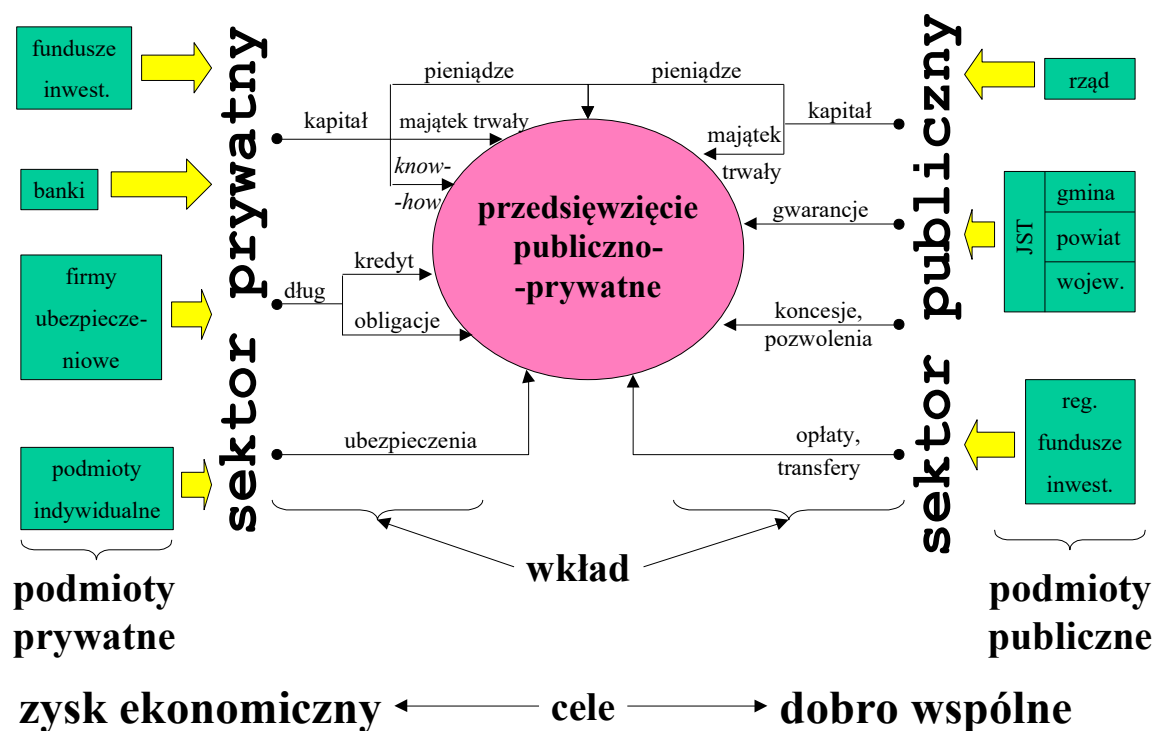 fundusze
inwest.
banki
firmy
ubezpiecze-
niowe
podmioty
indywidualne
podmioty
prywatne
sektor prywatny
kapitał
pieniądze
majątek trwały
know-
-how
dług
kredyt
obligacje
ubezpieczenia
przedsięwzięcie
publiczno-
-prywatne
pieniądze
kapitał
majątek
trwały
gwarancje
koncesje,
pozwolenia
opłaty,
transfery
wkład
sektor publiczny
rząd
JST
gmina
powiat
wojew.
reg.
fundusze
inwest.
podmioty
publiczne
zysk ekonomiczny
cele
dobro wspólne